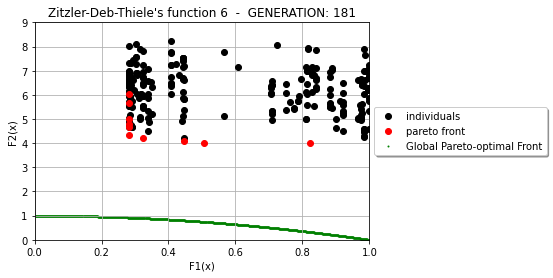 Zitzler-Deb-Thiele's function 6 - GENERATION: 181
9
8
7
6
5
4
3
2
1
0
F2(x)
0.0 0.2 0.4 0.6 0.8 1.0
F1(x)
individuals
pareto front
Global Pareto-optimal Front